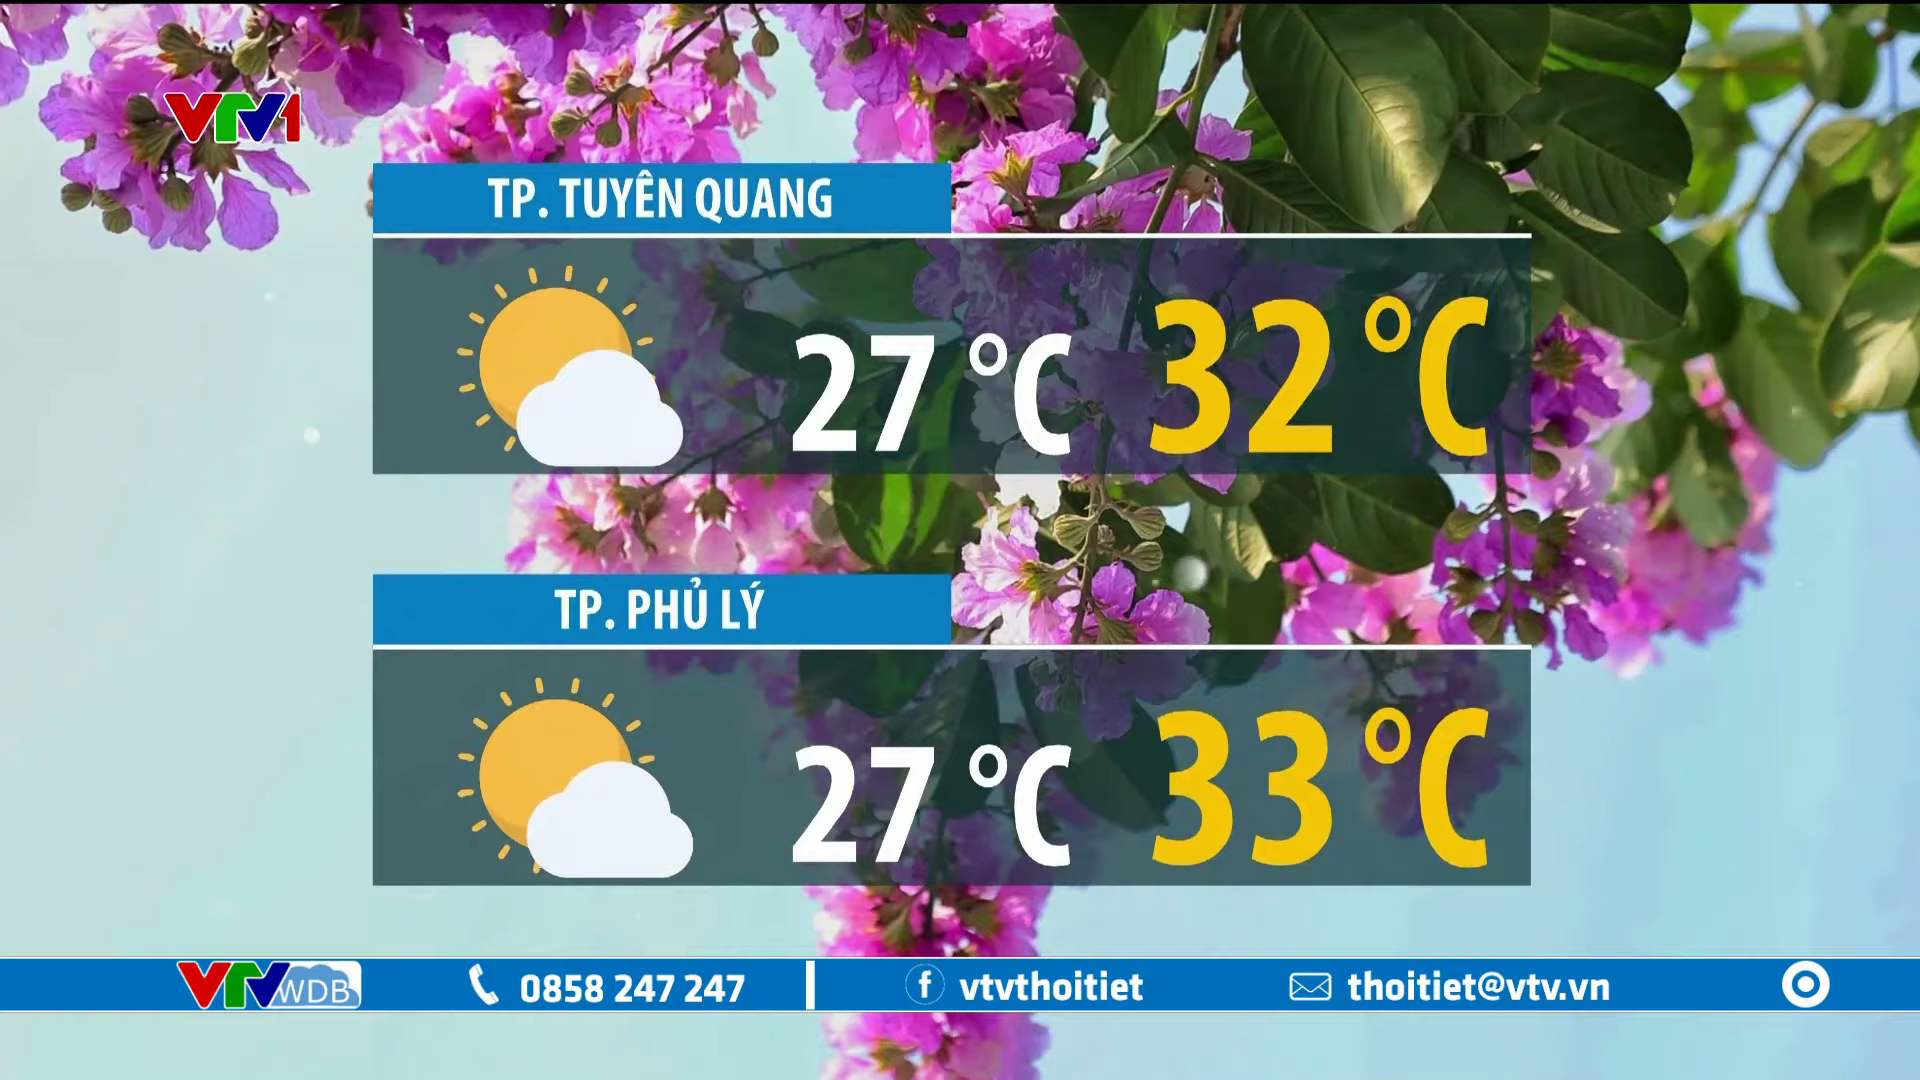 VTV1
TP. TUYÊN QUANG
27 °C 32 °C
TP. PHỦ LÝ
27 °C 33 °C
VTV WDB 0858 247 247 f vtvthoitiet thoitiet@vtv.vn